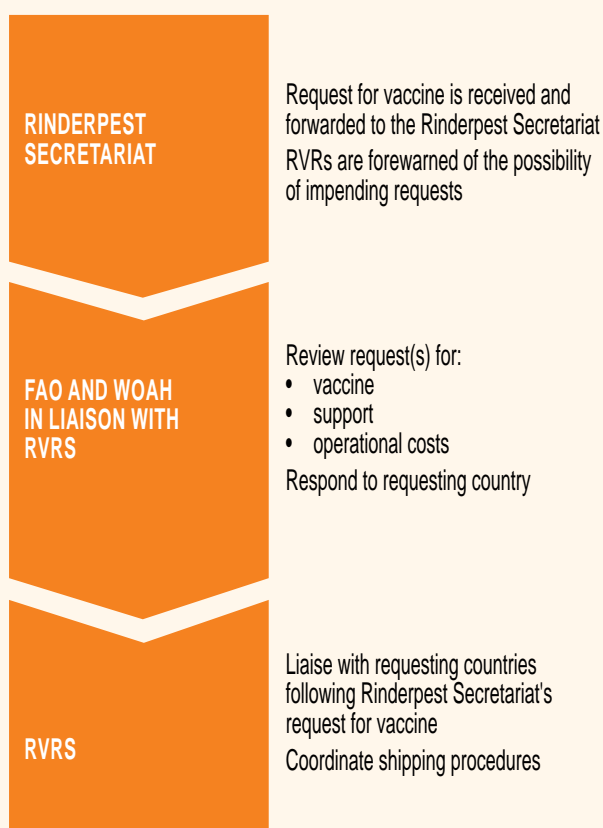 RINDERPEST
SECRETARIAT
Request for vaccine is received and
forwarded to the Rinderpest Secretariat
RVRs are forewarned of the possibility
of impending requests
FAO AND WOAH
IN LIAISON WITH
RVRS
Review request(s) for:
• vaccine
• support
• operational costs
Respond to requesting country
RVRS
Liaise with requesting countries
following Rinderpest Secretariat's
request for vaccine
Coordinate shipping procedures